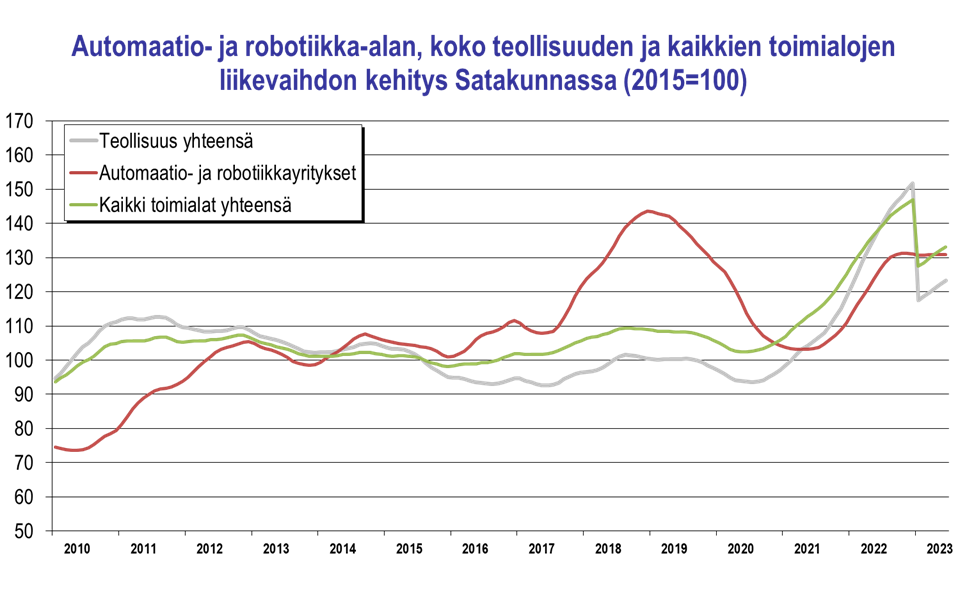 Automaatio- ja robotiikka-alan, koko teollisuuden ja kaikkien toimialojen
liikevaihdon kehitys Satakunnassa (2015=100)
170
160
150
140
130
120
110
100
90
80
70
60
50
Teollisuus yhteensä
Automaatio- ja robotiikkayritykset
Kaikki toimialat yhteensä
2010 2011 2012 2013 2014 2015 2016 2017 2018 2019 2020 2021 2022 2023